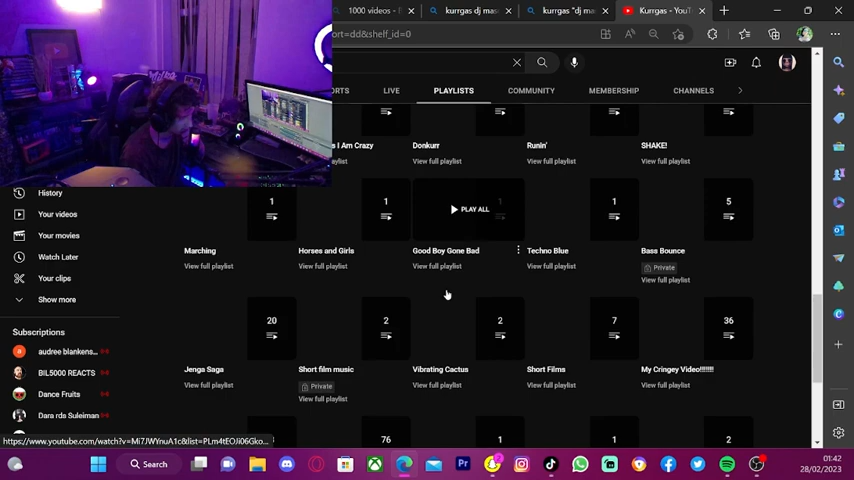 1000 videos - F
kurrgas dj mas
kurrgas "dj ma
Kurrgas - YouT
ort=dd&shelf_id=0
ORTS
LIVE
PLAYLISTS
COMMUNITY
MEMBERSHIP
CHANNELS
s I Am Crazy
Donkurr
Runin'
SHAKE!
View full playlist
View full playlist
View full playlist
View full playlist
History
Your videos
Your movies
Watch Later
Your clips
Show more
1
1
PLAY ALL
1
1
5
Marching
Horses and Girls
Good Boy Gone Bad
Techno Blue
Bass Bounce
View full playlist
View full playlist
View full playlist
View full playlist
Private
View full playlist
20
2
2
7
36
Jenga Saga
Short film music
Vibrating Cactus
Short Films
My Cringey Video!!!!!!!
View full playlist
Private
View full playlist
View full playlist
View full playlist
View full playlist
Subscriptions
audree blankens...
BIL5000 REACTS
Dance Fruits
Dara rda Suleiman
76
1
1
2
https://www.youtube.com/watch?v=Mi7JWYnuA1c&list=PLm4tEOJi06Gko...
Search
01:42
28/02/2023